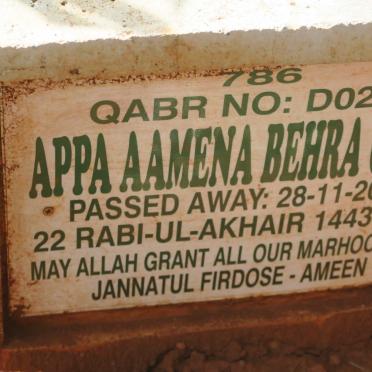 786
QABR NO: D02
APPA AAMENA BEHRA
PASSED AWAY: 28-11-20
22 RABI-UL-AKHAIR 1443
MAY ALLAH GRANT ALL OUR MARHOO
JANNATUL FIRDOSE - AMEEN